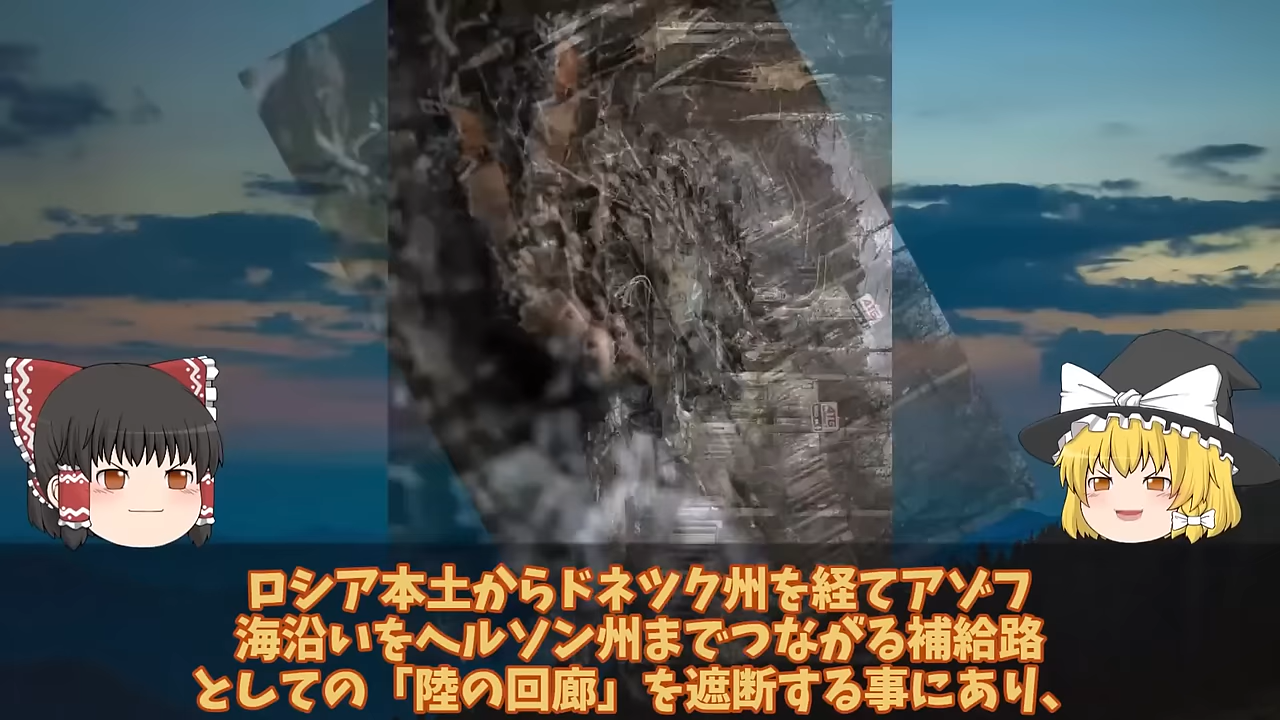 ロシア本土からドネツク州を経てアゾフ
海沿いをヘルソン州までつながる補給路
としての「陸の回廊」を遮断する事にあり、